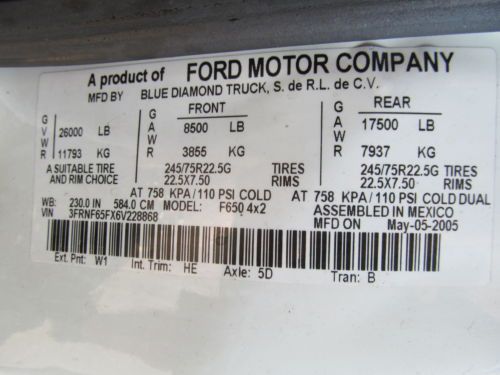 A product of FORD MOTOR COMPANY
MFD BY BLUE DIAMOND TRUCK, S. de R.L. de C.V.
GVWR 26000 LB 11793 KG
FRONT
GAWR 8500 LB 3855 KG
REAR
GAWR 17500 LB 7937 KG
A SUITABLE TIRE 245/75R22.5G TIRES 245/75R22.5G
AND RIM CHOICE 22.5X7.50 RIMS 22.5X7.50
AT 758 KPA/110 PSI COLD AT 758 KPA/110 PSI COLD DUAL
WB: 230.0 IN 584.0 CM MODEL: F650 4x2 ASSEMBLED IN MEXICO
VIN 3FRNF65FX6V228868 MFD ON May-05-2005
Ext. Pnt: W1 Int. Trim: HE Axle: 5D Tran: B